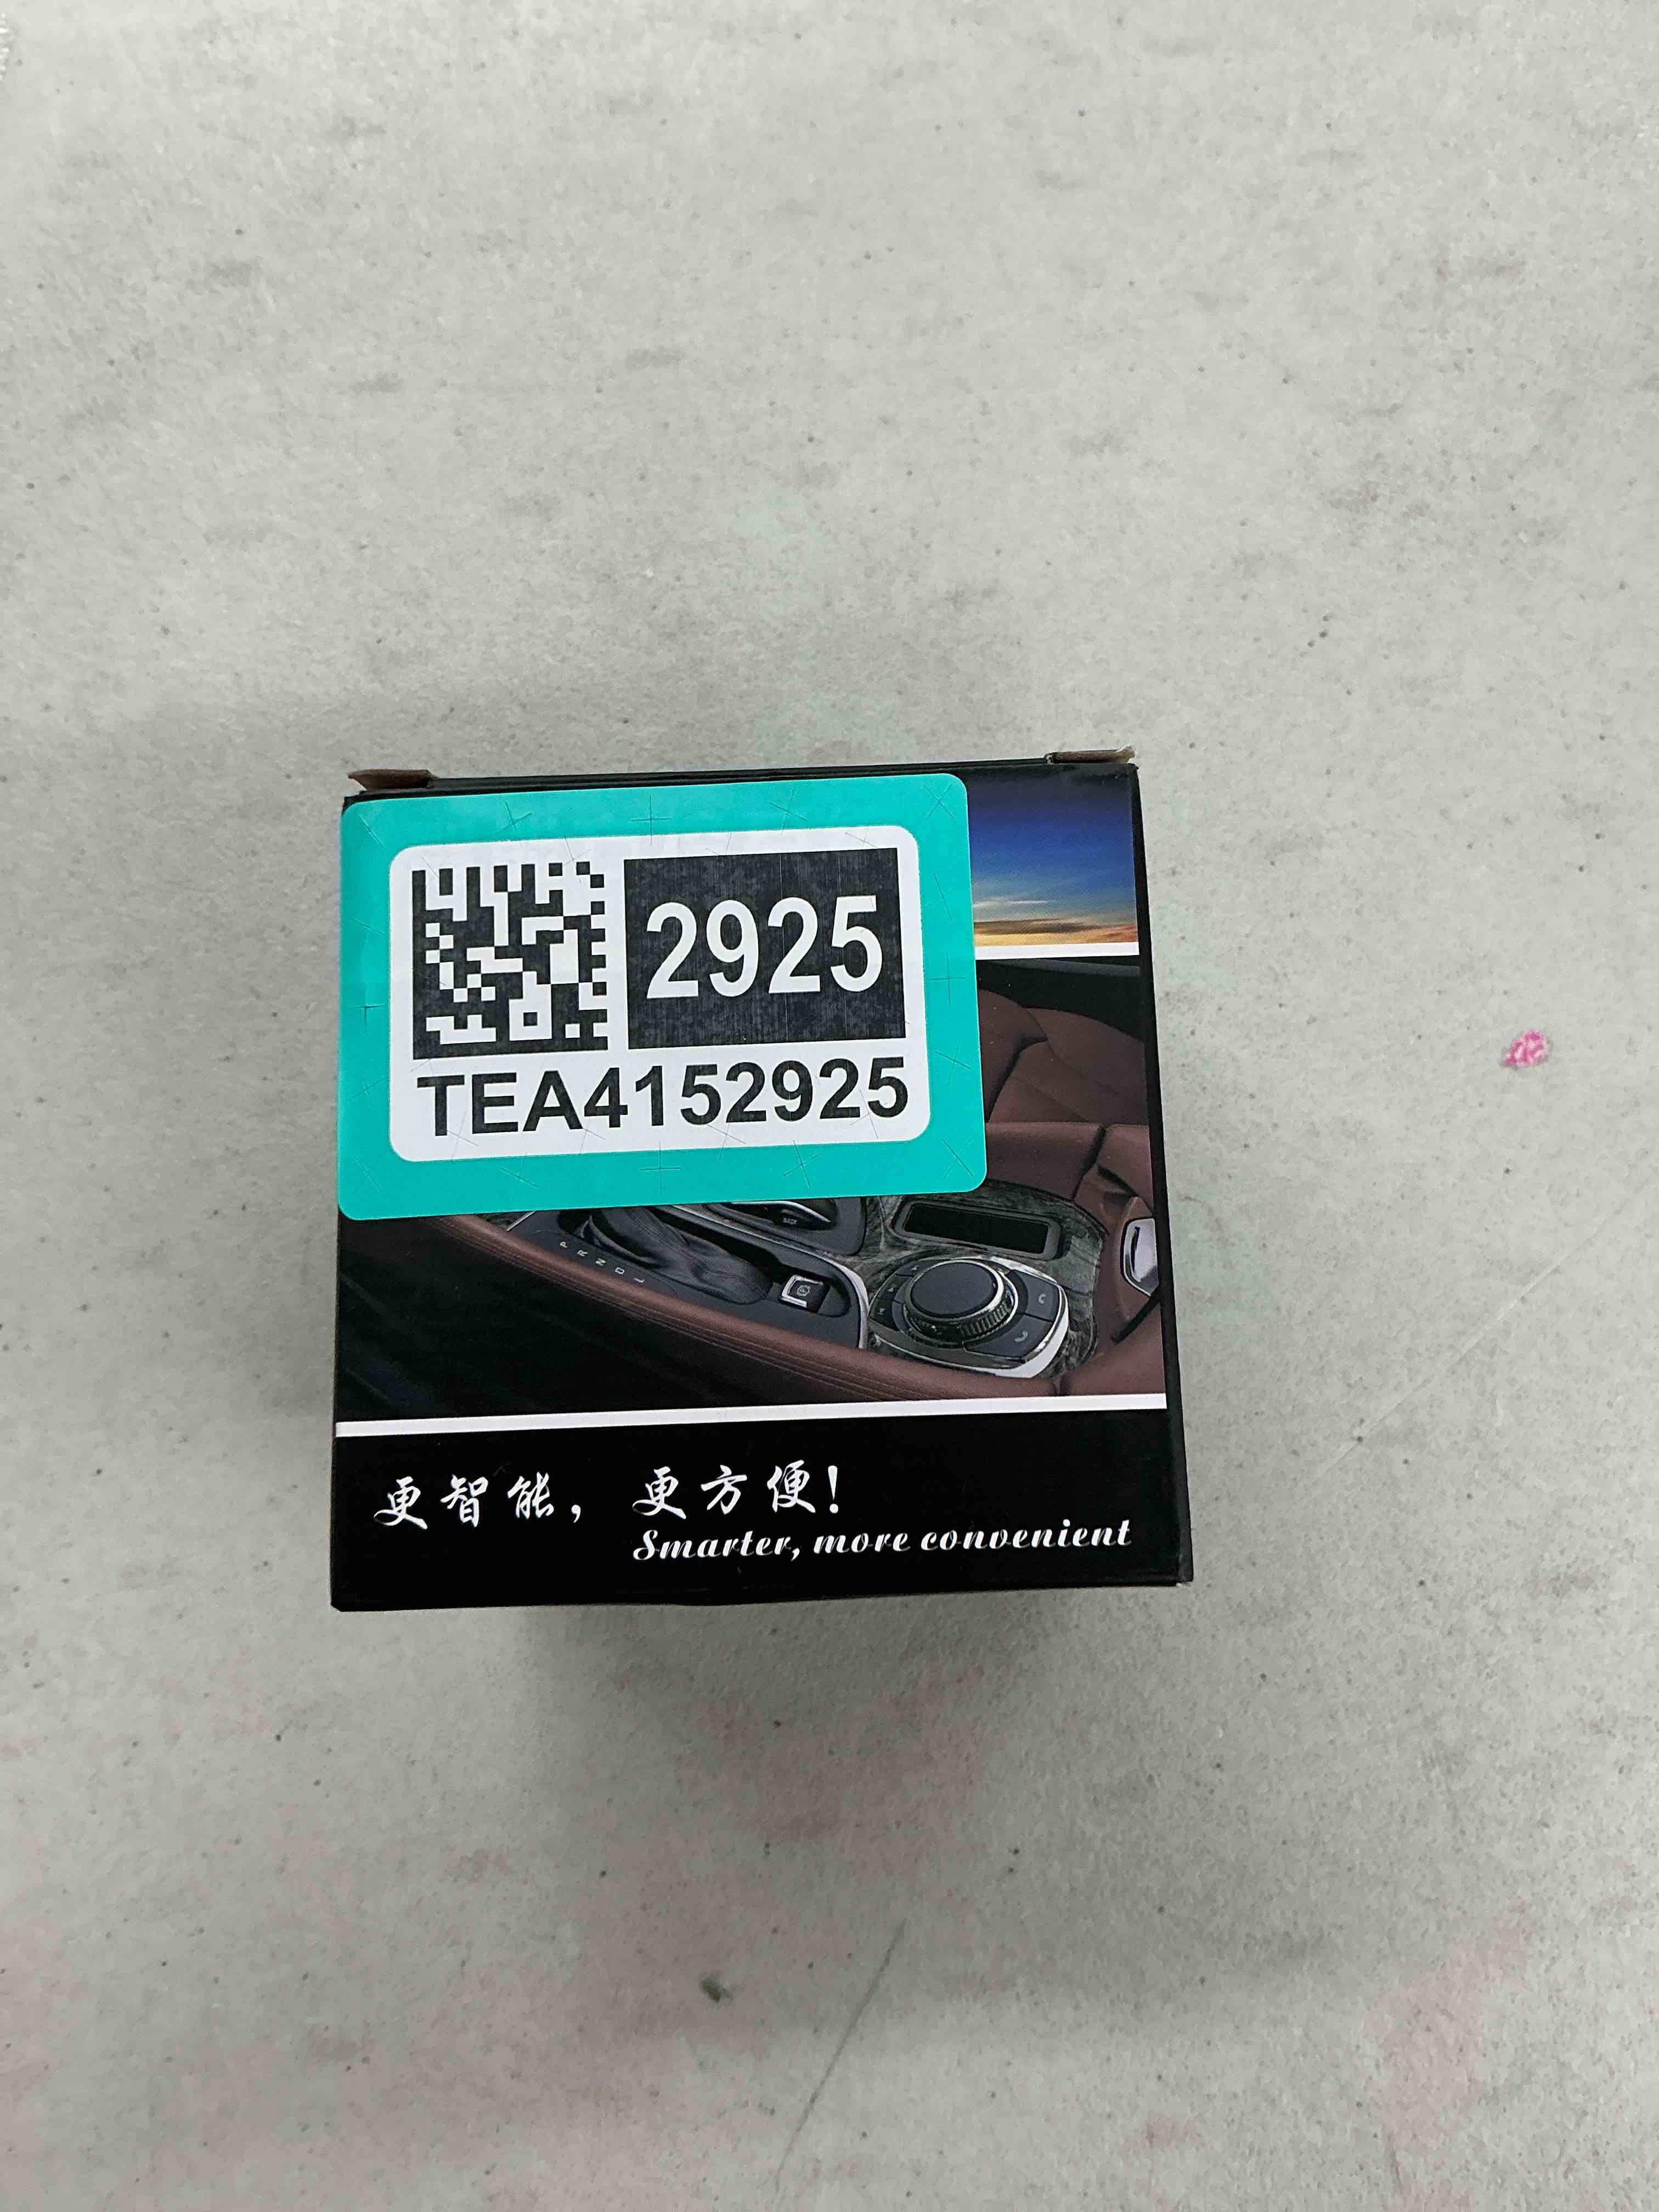 2925
TEA4152925
P
R
N
D
L
更智能，更方便！
Smarter, more convenient